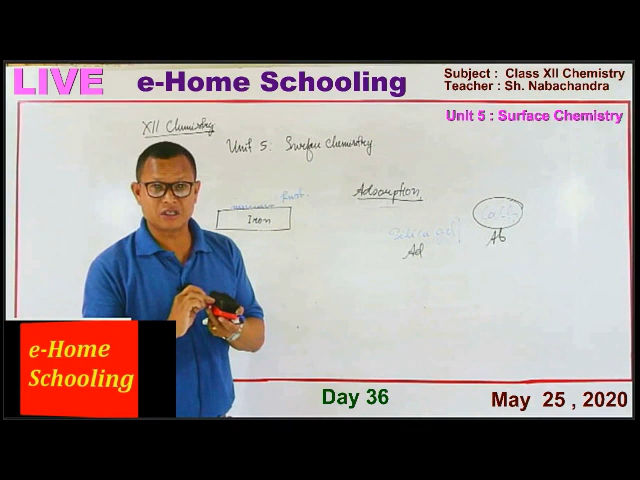 LIVE e-Home Schooling
Subject : Class XII Chemistry
Teacher : Sh. Nabachandra
Unit 5 : Surface Chemistry
XII Chemistry
Unit 5: Surface Chemistry
Adsorption
Rust
Iron
Silica gel
Ad
Ab
e-Home
Schooling
Day 36
May 25 , 2020